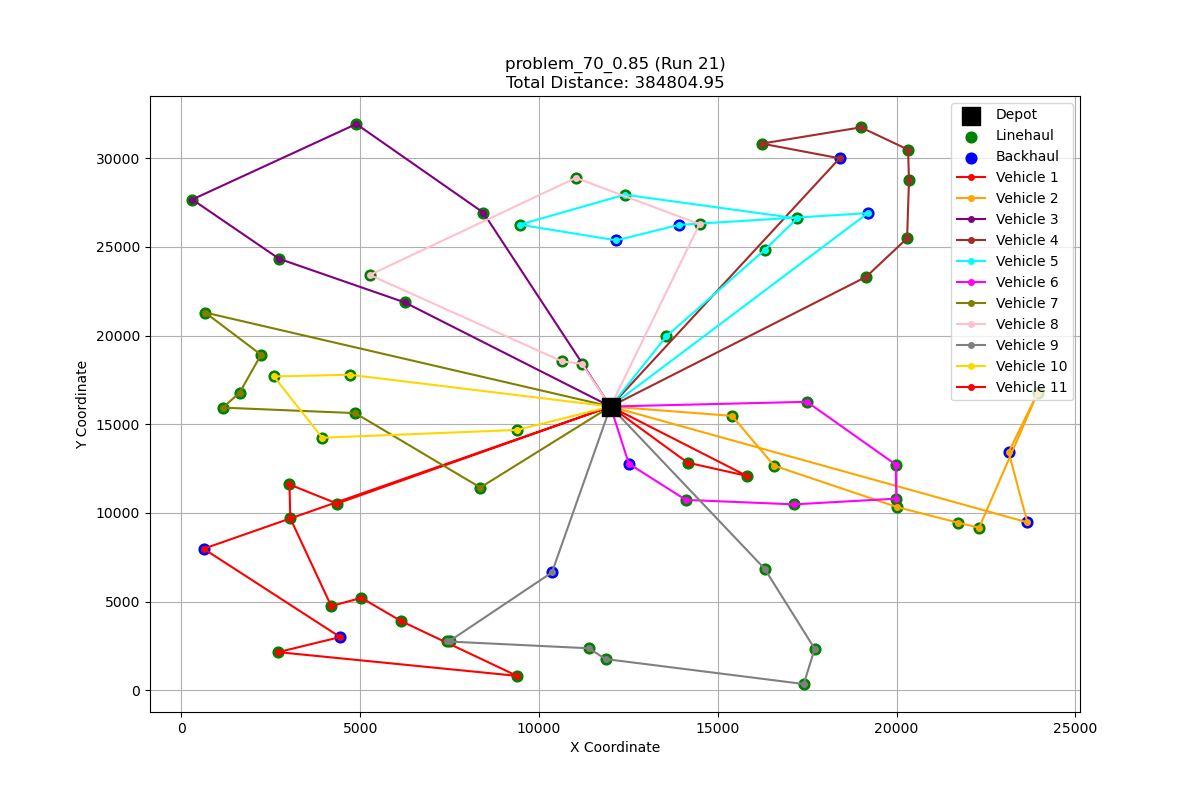 problem_70_0.85 (Run 21)
Total Distance: 384804.95
Y Coordinate
30000
25000
20000
15000
10000
5000
0
0
5000
10000
15000
20000
25000
X Coordinate
Depot
Linehaul
Backhaul
Vehicle 1
Vehicle 2
Vehicle 3
Vehicle 4
Vehicle 5
Vehicle 6
Vehicle 7
Vehicle 8
Vehicle 9
Vehicle 10
Vehicle 11